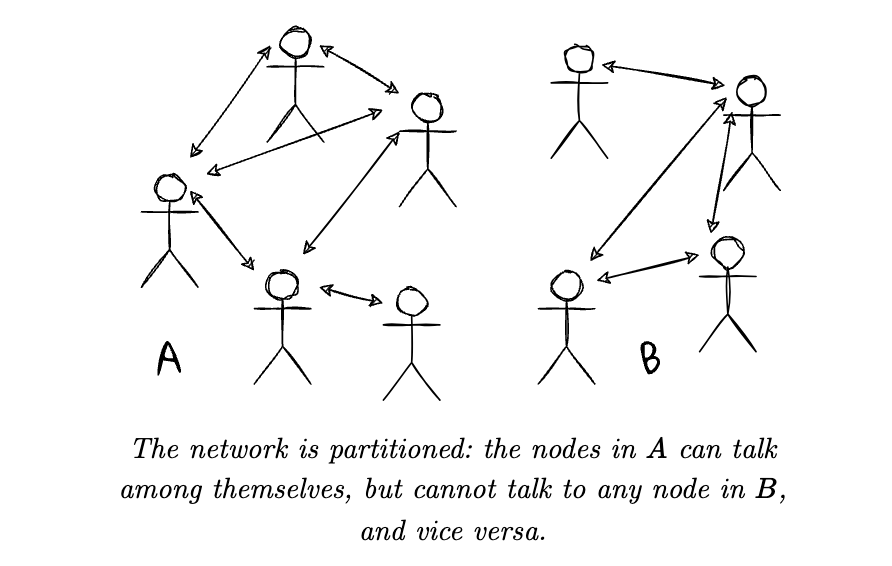 A
B
The network is partitioned: the nodes in A can talk
among themselves, but cannot talk to any node in B,
and vice versa.